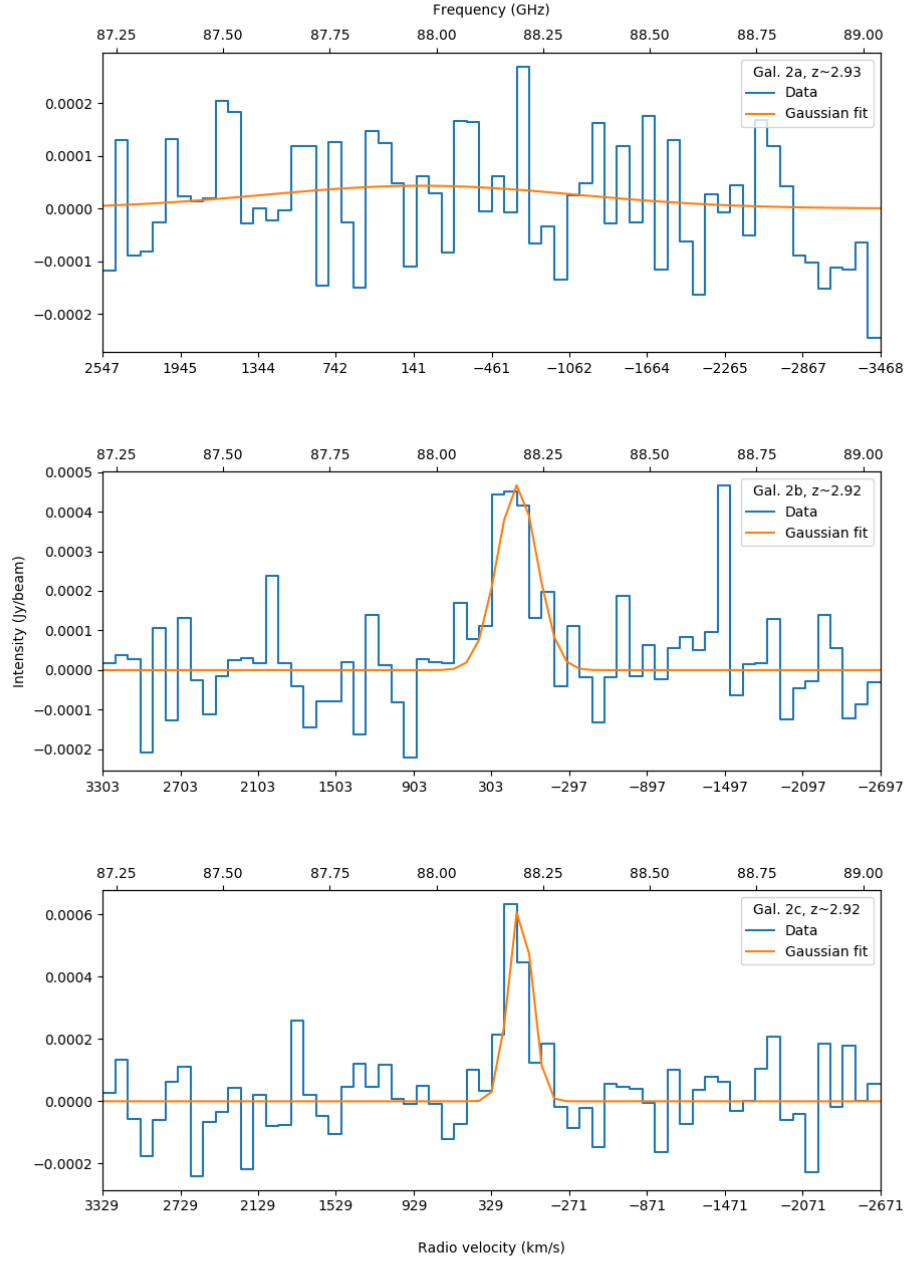 Frequency (GHz)
87.25 87.50 87.75 88.00 88.25 88.50 88.75 89.00
Gal. 2a, z~2.93
Data
Gaussian fit
0.0002
0.0001
0.0000
−0.0001
−0.0002
2547 1945 1344 742 141 −461 −1062 −1664 −2265 −2867 −3468
87.25 87.50 87.75 88.00 88.25 88.50 88.75 89.00
Gal. 2b, z~2.92
Data
Gaussian fit
Intensity (Jy/beam)
0.0005
0.0004
0.0003
0.0002
0.0001
0.0000
−0.0001
−0.0002
3303 2703 2103 1503 903 303 −297 −897 −1497 −2097 −2697
87.25 87.50 87.75 88.00 88.25 88.50 88.75 89.00
Gal. 2c, z~2.92
Data
Gaussian fit
0.0006
0.0004
0.0002
0.0000
−0.0002
3329 2729 2129 1529 929 329 −271 −871 −1471 −2071 −2671
Radio velocity (km/s)